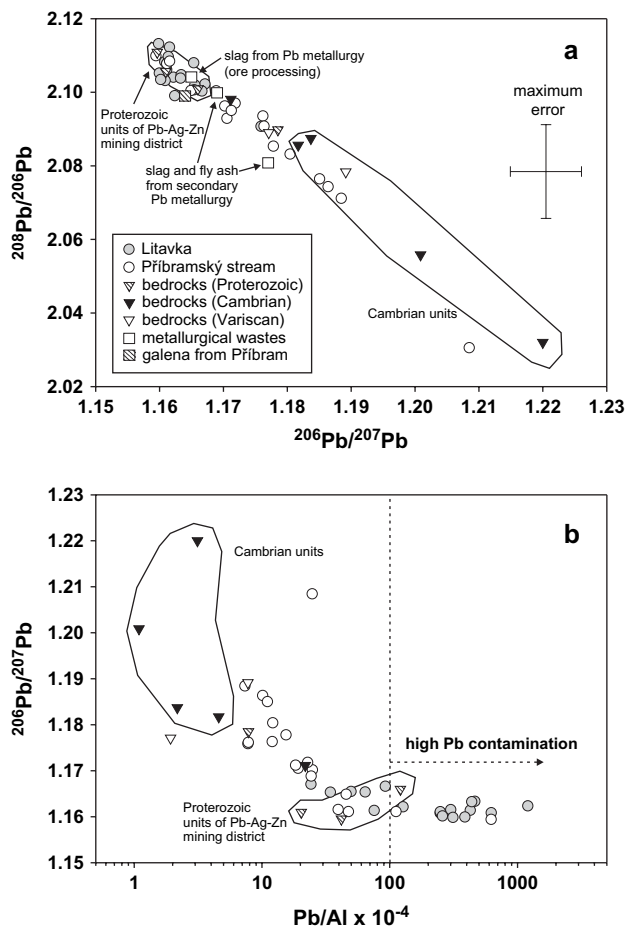 2.12
2.10
2.08
2.06
2.04
2.02
208Pb/206Pb
a
slag from Pb metallurgy
(ore processing)
Proterozoic
units of Pb-Ag-Zn
mining district
slag and fly ash
from secondary
Pb metallurgy
maximum
error
Litavka
Příbramský stream
bedrocks (Proterozoic)
bedrocks (Cambrian)
bedrocks (Variscan)
metallurgical wastes
galena from Příbram
Cambrian units
1.15 1.16 1.17 1.18 1.19 1.20 1.21 1.22 1.23
206Pb/207Pb
1.23
1.22
1.21
1.20
1.19
1.18
1.17
1.16
1.15
206Pb/207Pb
b
Cambrian units
high Pb contamination
Proterozoic
units of Pb-Ag-Zn
mining district
1 10 100 1000
Pb/Al x 10-4